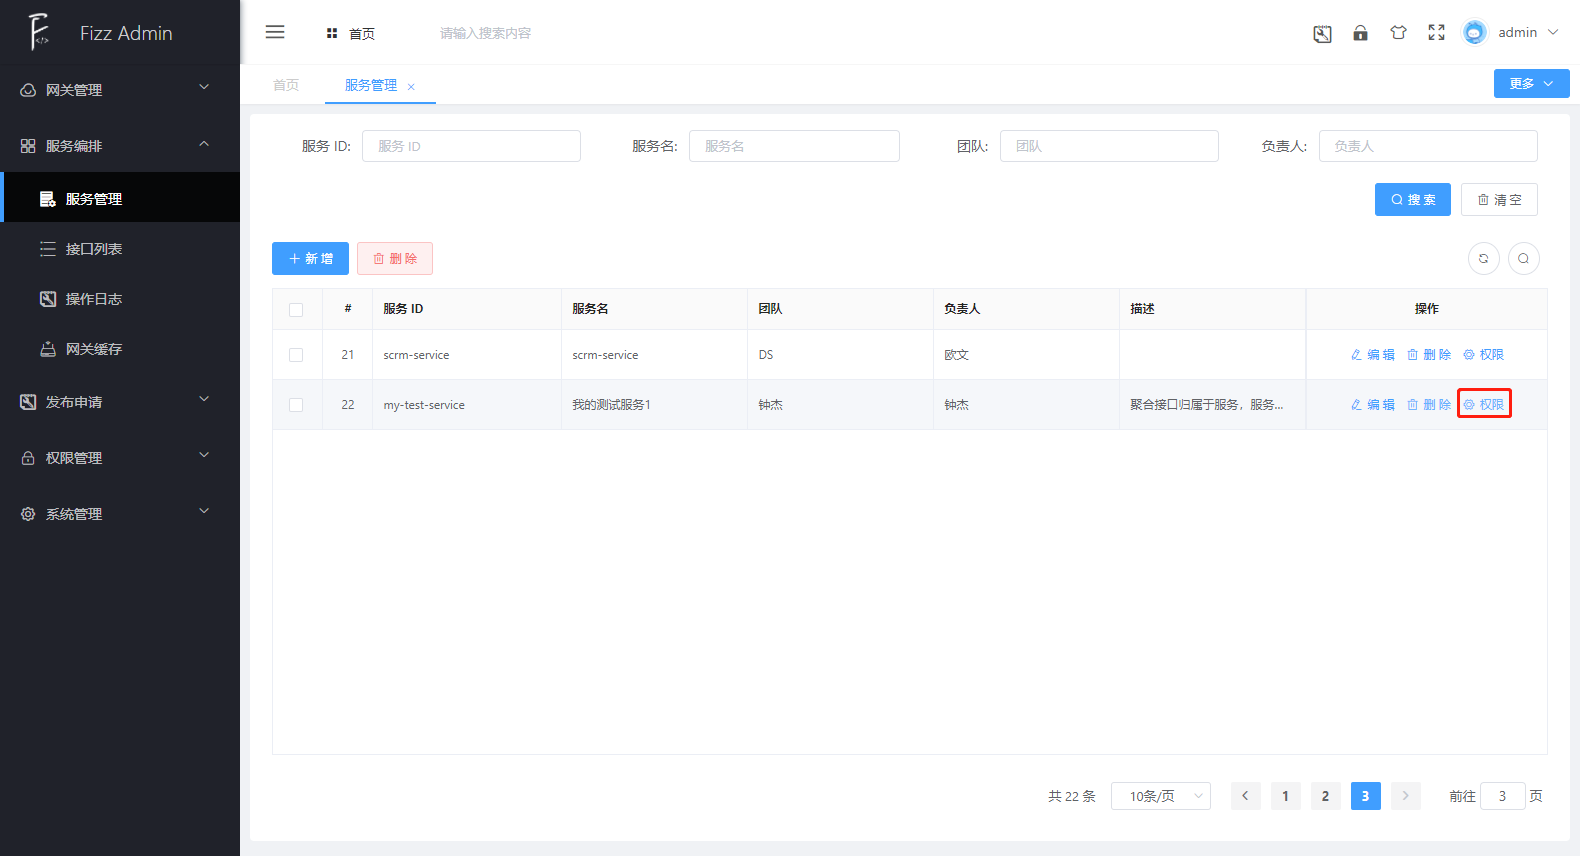 Fizz Admin
首页
请输入搜索内容
admin
首页
服务管理
更多
网关管理
服务编排
服务管理
接口列表
操作日志
网关缓存
发布申请
权限管理
系统管理
服务 ID:
服务 ID
服务名:
服务名
团队:
团队
负责人:
负责人
搜 索
清 空
新 增
删 除
# 服务 ID 服务名 团队 负责人 描述 操作
21 scrm-service scrm-service DS 欧文 编 辑 删 除 权限
22 my-test-service 我的测试服务1 钟杰 钟杰 聚合接口归属于服务，服务... 编 辑 删 除 权限
共 22 条 10条/页 1 2 3 前往 3 页